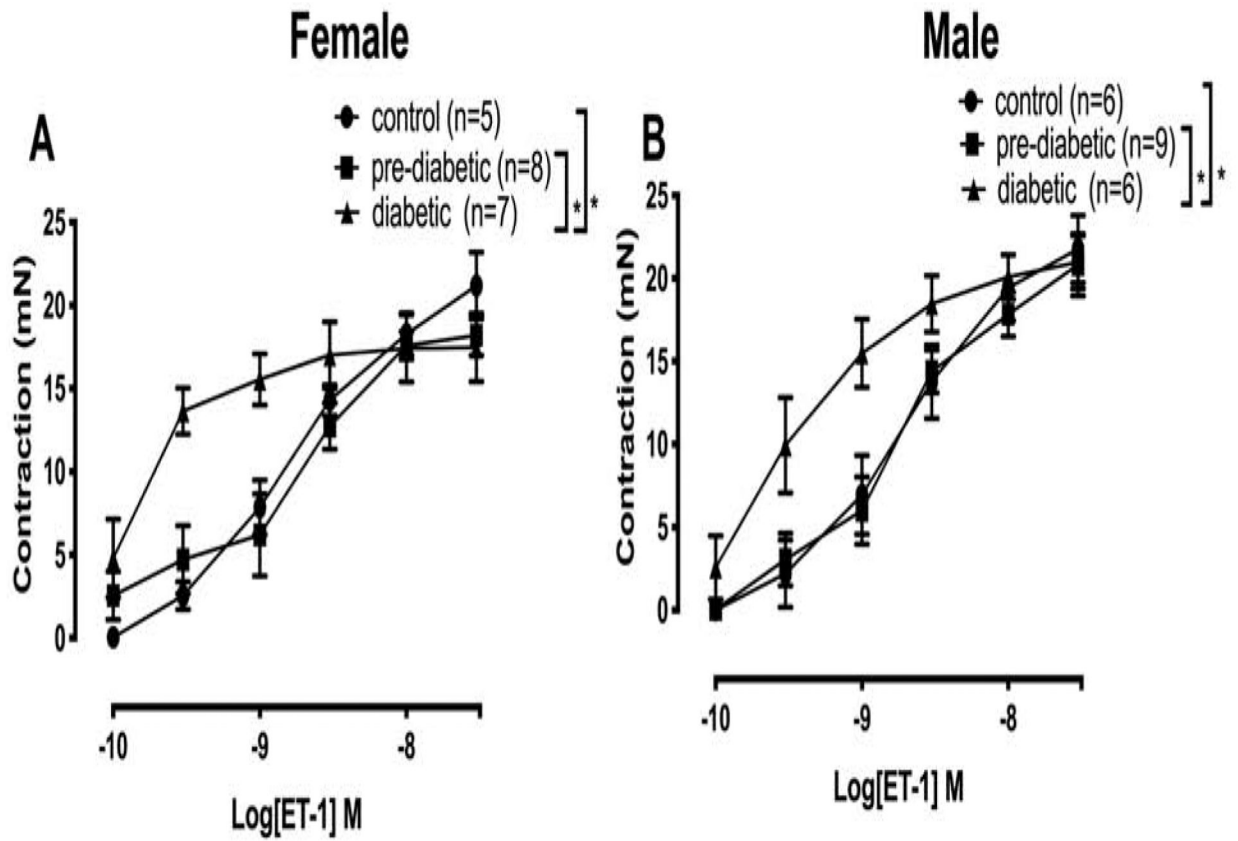 Female
A
control (n=5)
pre-diabetic (n=8)
diabetic (n=7)
*
*
25
20
15
10
5
0
Contraction (mN)
-10
-9
-8
Log[ET-1] M
Male
B
control (n=6)
pre-diabetic (n=9)
diabetic (n=6)
*
*
25
20
15
10
5
0
Contraction (mN)
-10
-9
-8
Log[ET-1] M